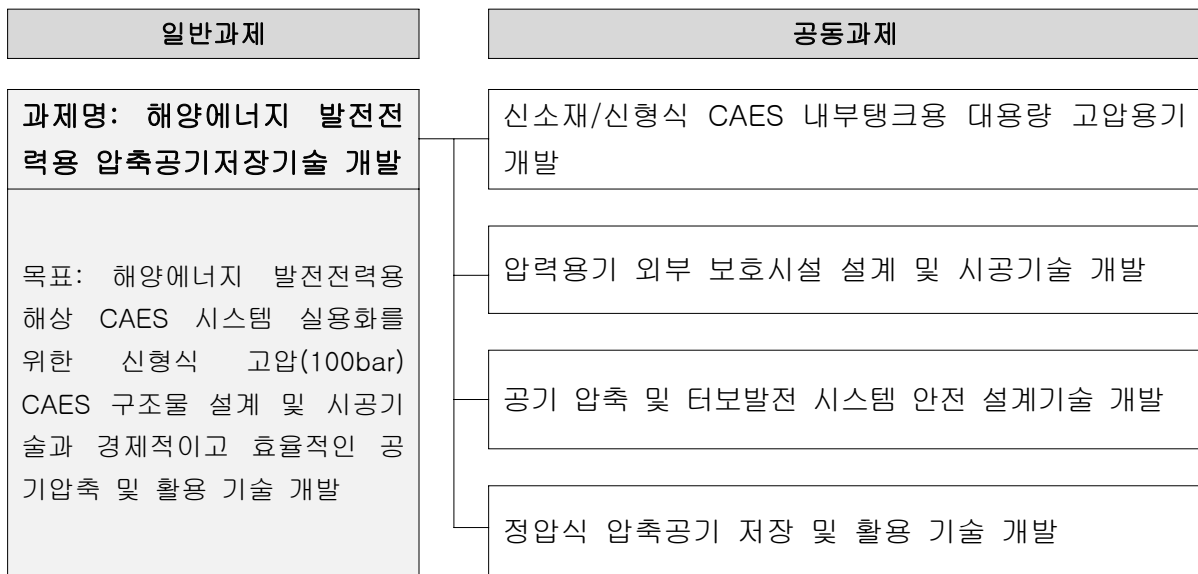 일반과제
공동과제
과제명: 해양에너지 발전전
력용 압축공기저장기술 개발
목표: 해양에너지 발전전력용
해상 CAES 시스템 실용화를
위한 신형식 고압(100bar)
CAES 구조물 설계 및 시공기
술과 경제적이고 효율적인 공
기압축 및 활용 기술 개발
신소재/신형식 CAES 내부탱크용 대용량 고압용기
개발
압력용기 외부 보호시설 설계 및 시공기술 개발
공기 압축 및 터보발전 시스템 안전 설계기술 개발
정압식 압축공기 저장 및 활용 기술 개발